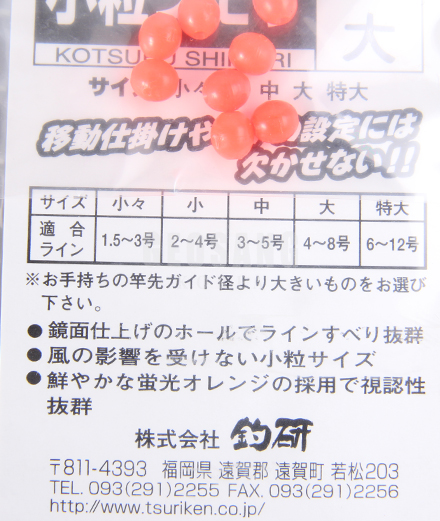 小粒
大
KOTSU U SHI RI
サイ 小 中 大 特大
移動仕掛けや 設定には
欠かせない!!
サイズ 小々 小 中 大 特大
適合ライン 1.5〜3号 2〜4号 3〜5号 4〜8号 6〜12号
※お手持ちの竿先ガイド径より大きいものをお選び
下さい。
●鏡面仕上げのホールでラインすべり抜群
●風の影響を受けない小粒サイズ
●鮮やかな蛍光オレンジの採用で視認性
抜群
株式会社 釣研
〒811-4393 福岡県 遠賀郡 遠賀町 若松203
TEL. 093(291)2255 FAX. 093(291)2256
http://www.tsuriken.co.jp/